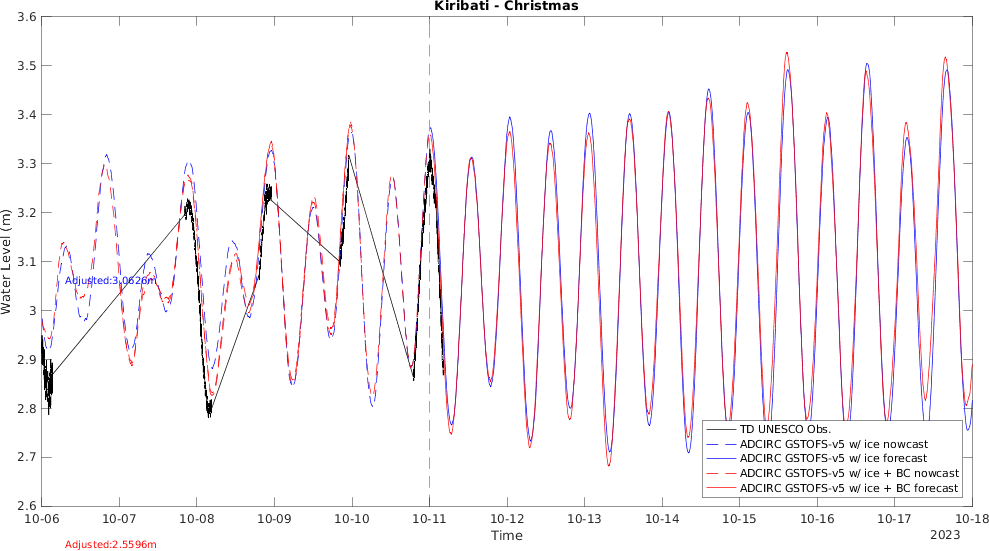 Kiribati - Christmas
3.6
3.5
3.4
3.3
3.2
3.1
3
2.9
2.8
2.7
2.6
Water Level (m)
Adjusted:3.0626m
TD UNESCO Obs.
ADCIRC GSTOFS-v5 w/ ice nowcast
ADCIRC GSTOFS-v5 w/ ice forecast
ADCIRC GSTOFS-v5 w/ ice + BC nowcast
ADCIRC GSTOFS-v5 w/ ice + BC forecast
10-06 10-07 10-08 10-09 10-10 10-11 10-12 10-13 10-14 10-15 10-16 10-17 10-18
Time
2023
Adjusted:2.5596m